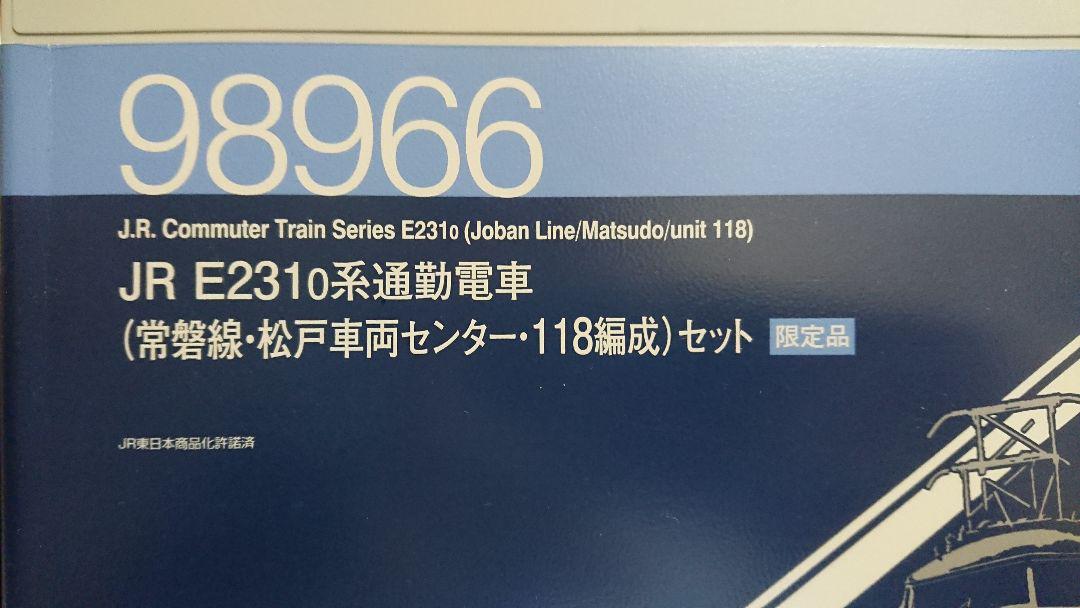 98966
J.R. Commuter Train Series E2310 (Joban Line/Matsudo/unit 118)
JR E2310系通勤電車
(常磐線・松戸車両センター・118編成)セット 限定品
JR東日本商品化許諾済